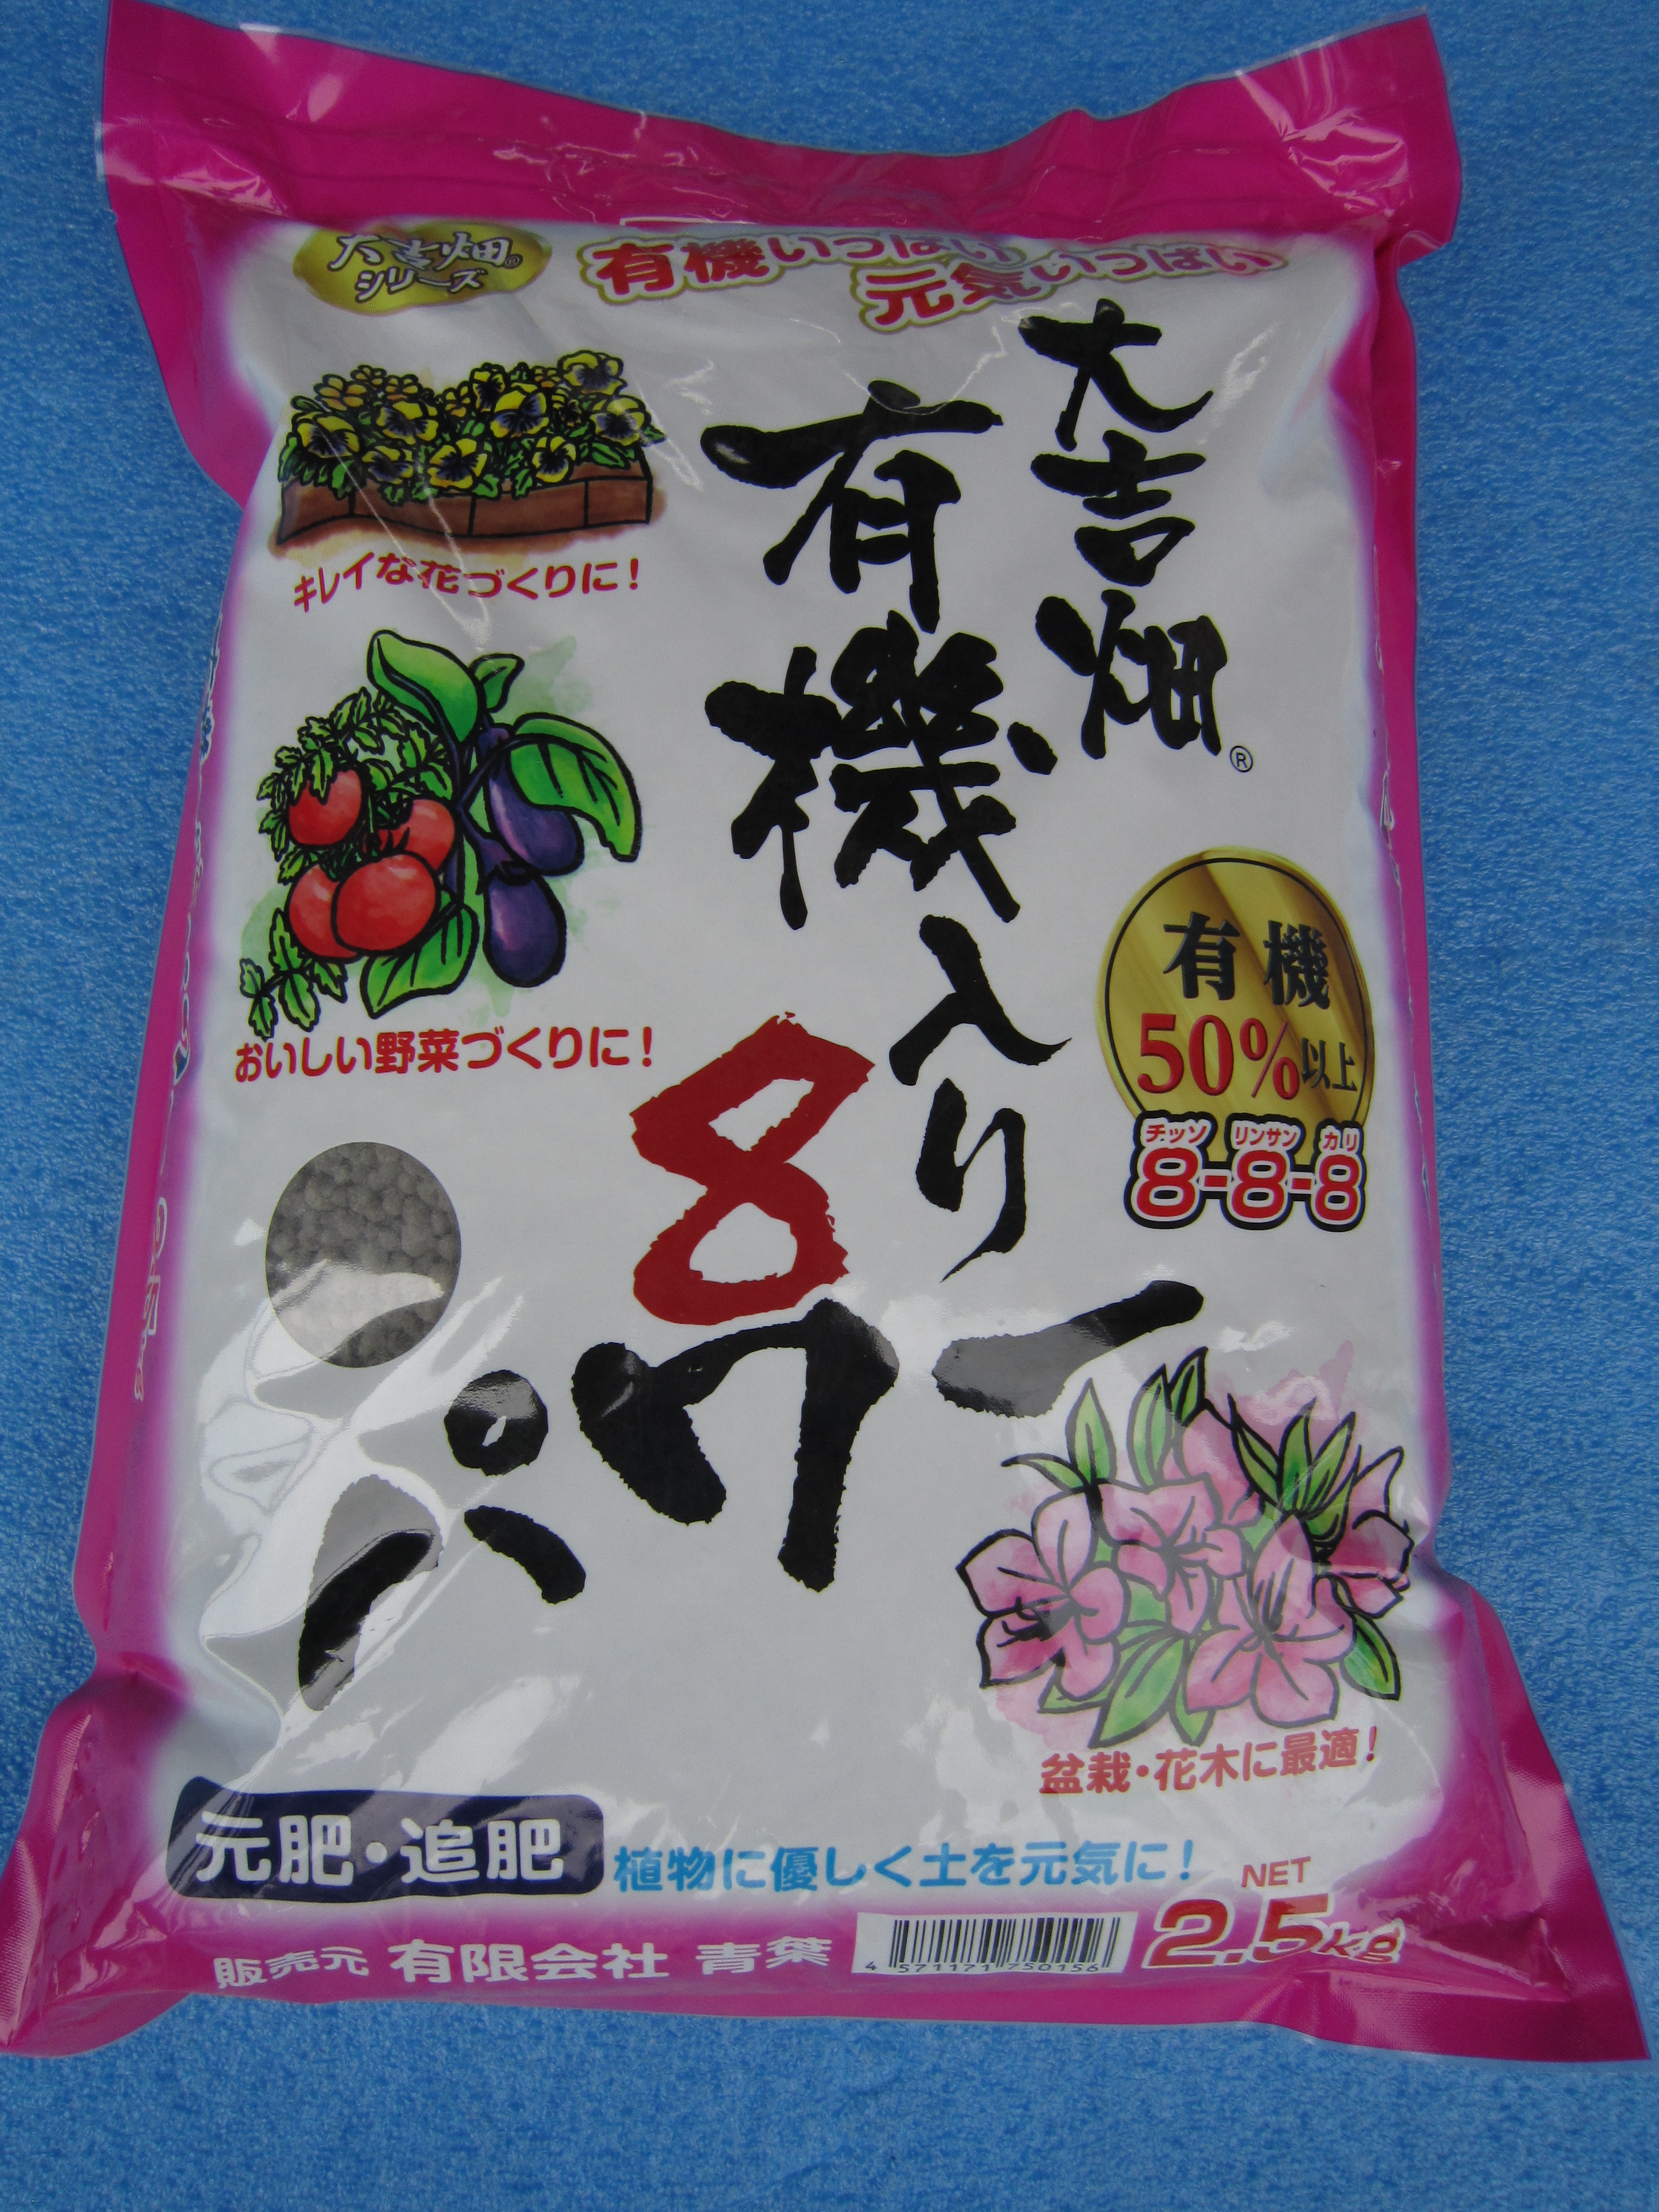 大吉畑®
シリーズ
有機いっぱい
元気いっぱい
大吉畑®
有機入り
8
パワー
キレイな花づくりに!
おいしい野菜づくりに!
有機
50%以上
チッソ リンサン カリ
8-8-8
盆栽・花木に最適!
元肥・追肥
植物に優しく土を元気に!
NET
2.5kg
販売元 有限会社 青葉
4 571171 750156